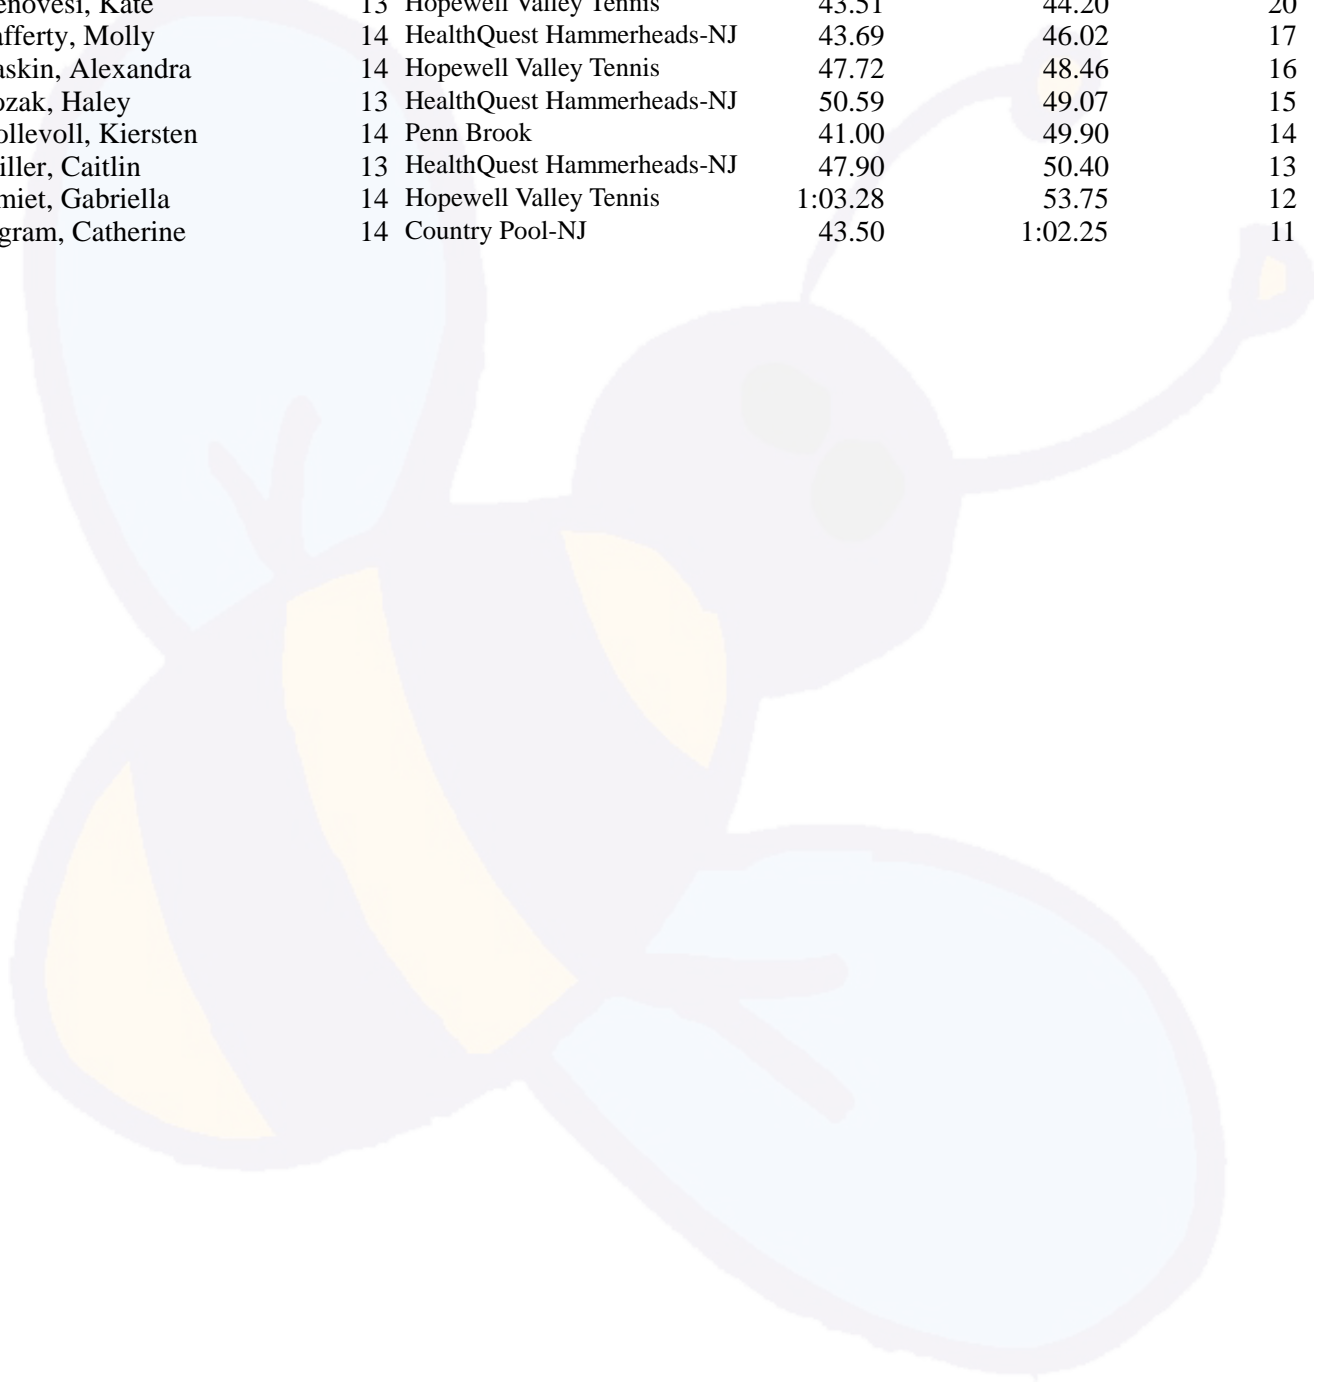 enovesi, Kate 13 Hopewell Valley Tennis 43.51 44.20 20
afferty, Molly 14 HealthQuest Hammerheads-NJ 43.69 46.02 17
askin, Alexandra 14 Hopewell Valley Tennis 47.72 48.46 16
ozak, Haley 13 HealthQuest Hammerheads-NJ 50.59 49.07 15
ollevoll, Kiersten 14 Penn Brook 41.00 49.90 14
iller, Caitlin 13 HealthQuest Hammerheads-NJ 47.90 50.40 13
miet, Gabriella 14 Hopewell Valley Tennis 1:03.28 53.75 12
gram, Catherine 14 Country Pool-NJ 43.50 1:02.25 11